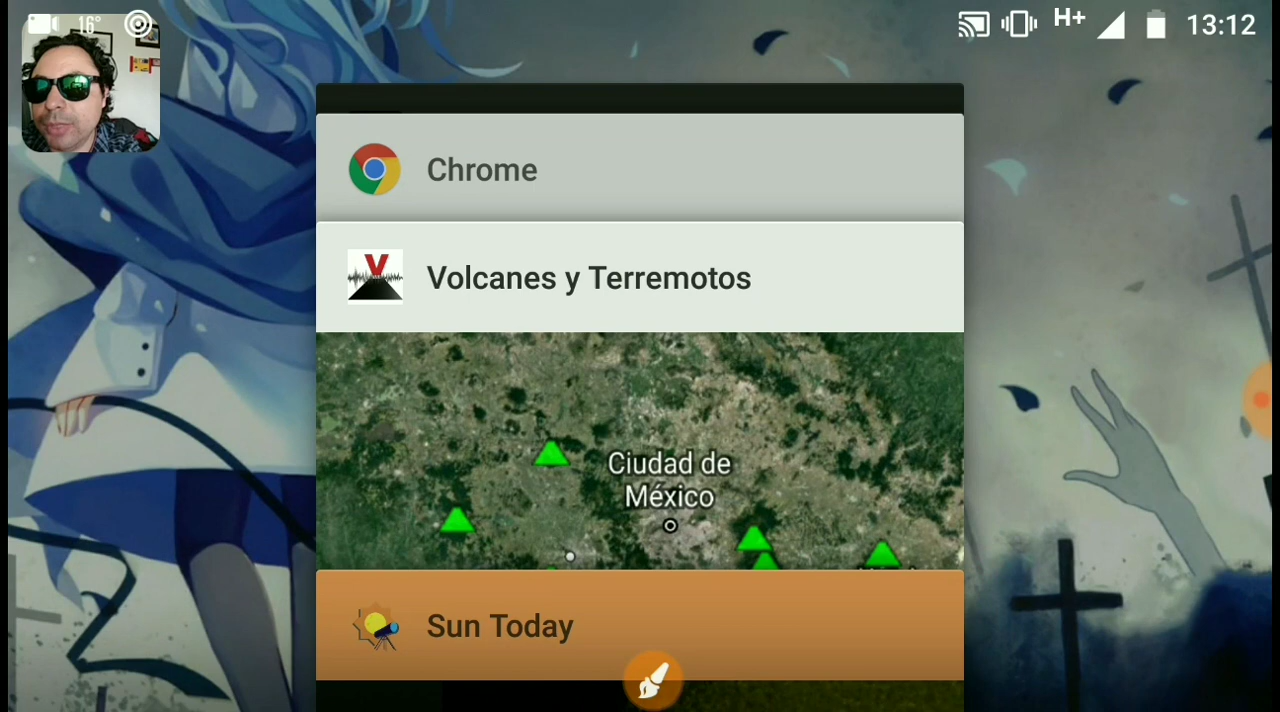 16°
H+
13:12
Chrome
V
Volcanes y Terremotos
Ciudad de
México
Sun Today